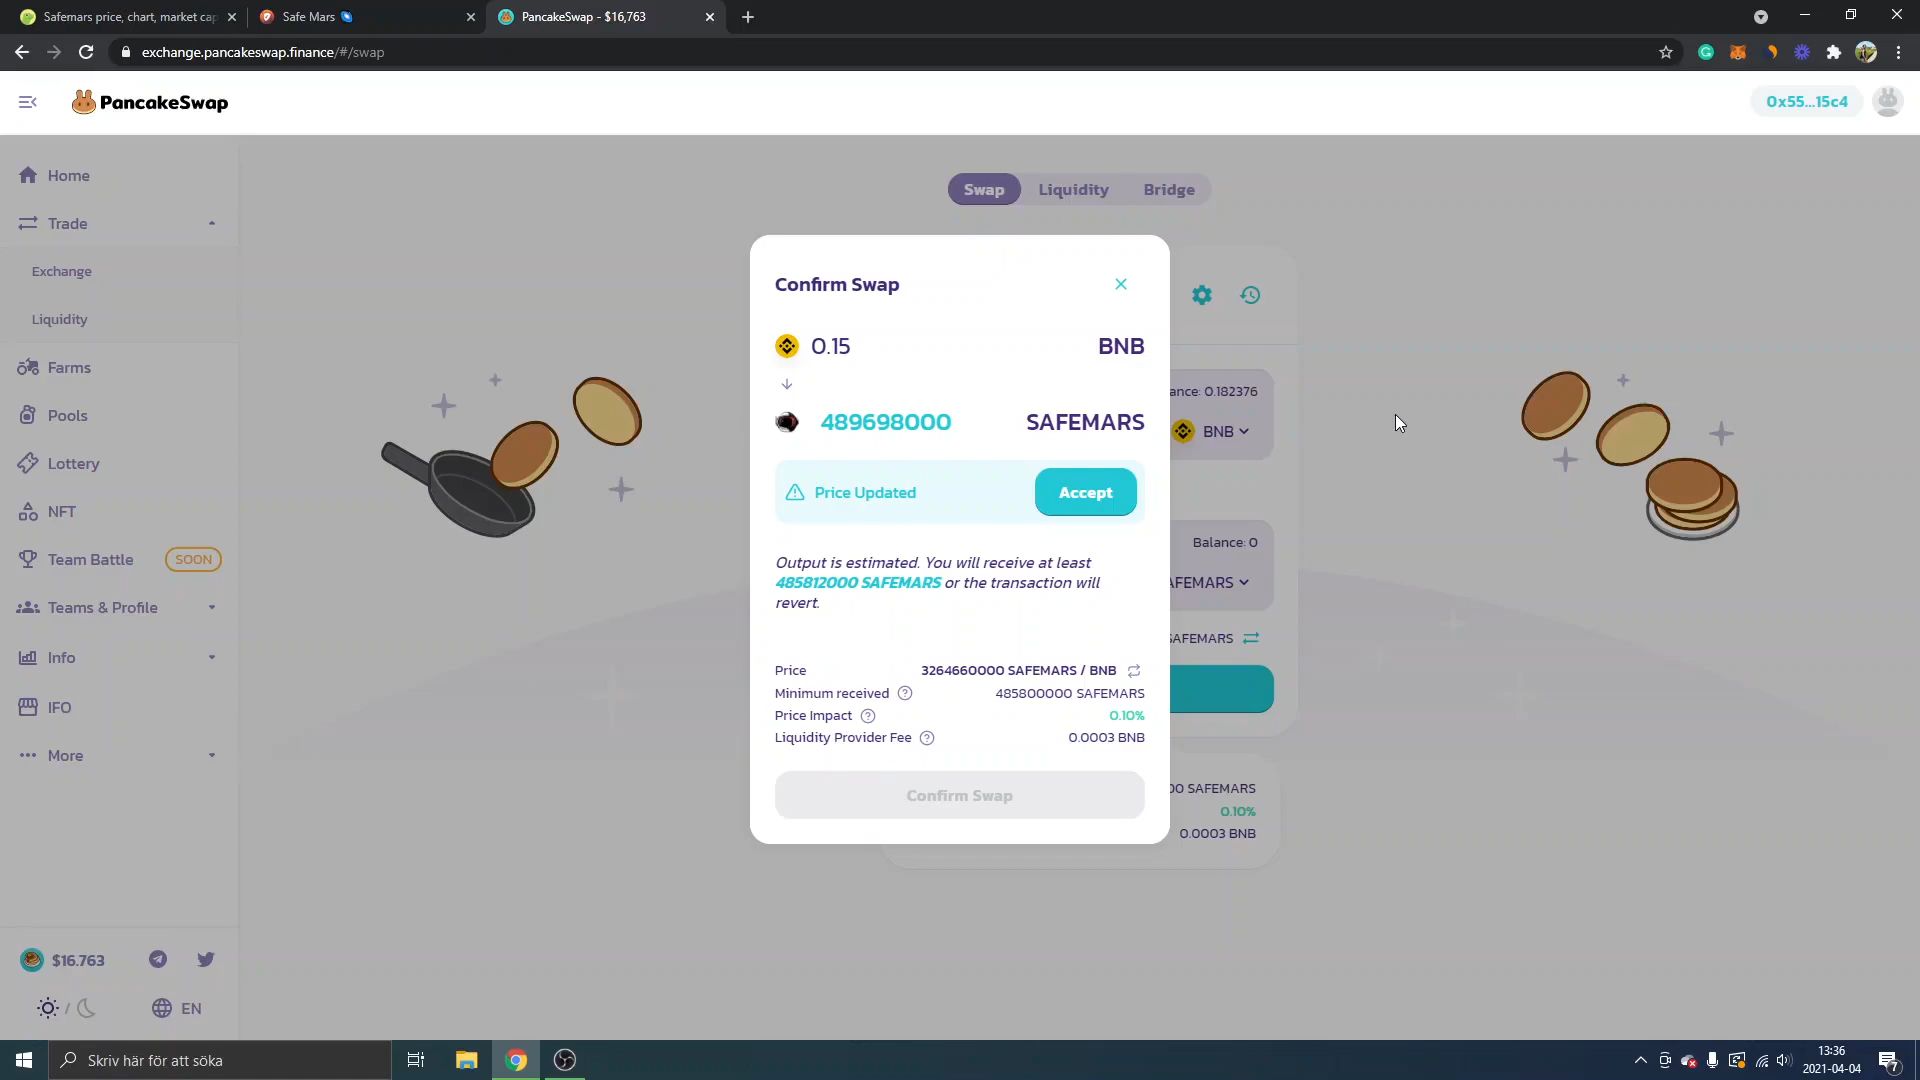 Safemars price, chart, market cap
Safe Mars
PancakeSwap - $16,763
exchange.pancakeswap.finance/#/swap
PancakeSwap
0x55...15c4
Home
Trade
Exchange
Liquidity
Farms
Pools
Lottery
NFT
Team Battle SOON
Teams & Profile
Info
IFO
More
$16.763
/
EN
Swap Liquidity Bridge
Confirm Swap
0.15 BNB
489698000 SAFEMARS
Price Updated Accept
Output is estimated. You will receive at least
485812000 SAFEMARS or the transaction will
revert.
Price 3264660000 SAFEMARS / BNB
Minimum received ? 485800000 SAFEMARS
Price Impact ? 0.10%
Liquidity Provider Fee ? 0.0003 BNB
Confirm Swap
ance: 0.182376
BNB
Balance: 0
AFEMARS
SAFEMARS
00 SAFEMARS
0.10%
0.0003 BNB
Skriv här för att söka
13:36
2021-04-04
7